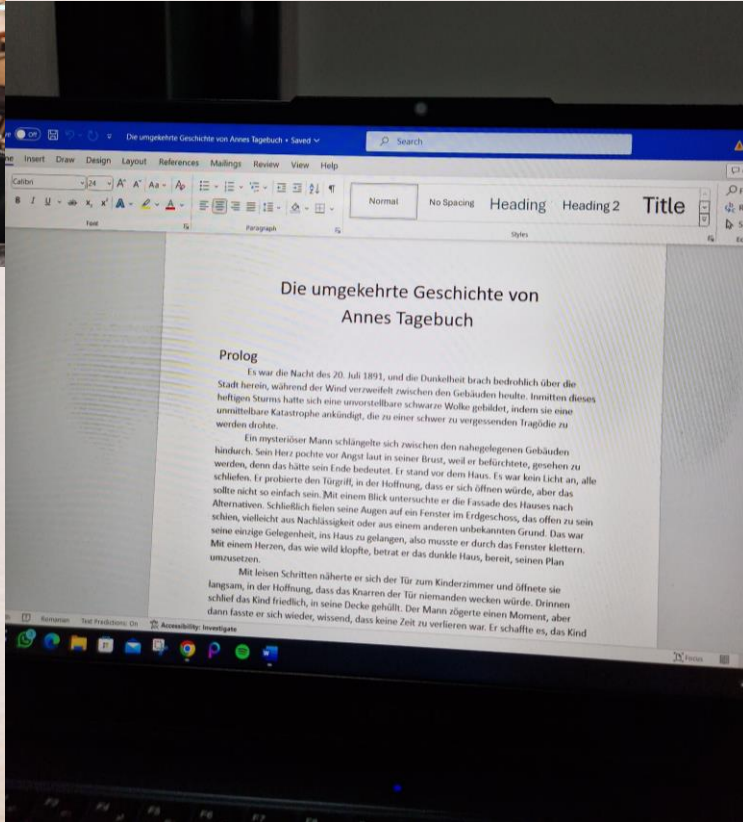 Off
Die umgekehrte Geschichte von Annes Tagebuch • Saved
Search
Insert Draw Design Layout References Mailings Review View Help
Calibri 24 A A Aa A
B I U ab x x A A
Normal No Spacing Heading Heading 2 Title
Font Paragraph Styles
Die umgekehrte Geschichte von
Annes Tagebuch
Prolog
Es war die Nacht des 20. Juli 1891, und die Dunkelheit brach bedrohlich über die
Stadt herein, während der Wind verzweifelt zwischen den Gebäuden heulte. Inmitten dieses
heftigen Sturms hatte sich eine unvorstellbare schwarze Wolke gebildet, indem sie eine
unmittelbare Katastrophe ankündigt, die zu einer schwer zu vergessenden Tragödie zu
werden drohte.
Ein mysteriöser Mann schlängelte sich zwischen den nahegelegenen Gebäuden
hindurch. Sein Herz pochte vor Angst laut in seiner Brust, weil er befürchtete, gesehen zu
werden, denn das hätte sein Ende bedeutet. Er stand vor dem Haus. Es war kein Licht an, alle
schliefen. Er probierte den Türgriff, in der Hoffnung, dass er sich öffnen würde, aber das
sollte nicht so einfach sein. Mit einem Blick untersuchte er die Fassade des Hauses nach
Alternativen. Schließlich fielen seine Augen auf ein Fenster im Erdgeschoss, das offen zu sein
schien, vielleicht aus Nachlässigkeit oder aus einem anderen unbekannten Grund. Das war
seine einzige Gelegenheit, ins Haus zu gelangen, also musste er durch das Fenster klettern.
Mit einem Herzen, das wie wild klopfte, betrat er das dunkle Haus, bereit, seinen Plan
umzusetzen.
Mit leisen Schritten näherte er sich der Tür zum Kinderzimmer und öffnete sie
langsam, in der Hoffnung, dass das Knarren der Tür niemanden wecken würde. Drinnen
schlief das Kind friedlich, in seine Decke gehüllt. Der Mann zögerte einen Moment, aber
dann fasste er sich wieder, wissend, dass keine Zeit zu verlieren war. Er schaffte es, das Kind
Romanian Text Predictions: On Accessibility: Investigate
Focus
F3 F4 F5 F6 F7 F8